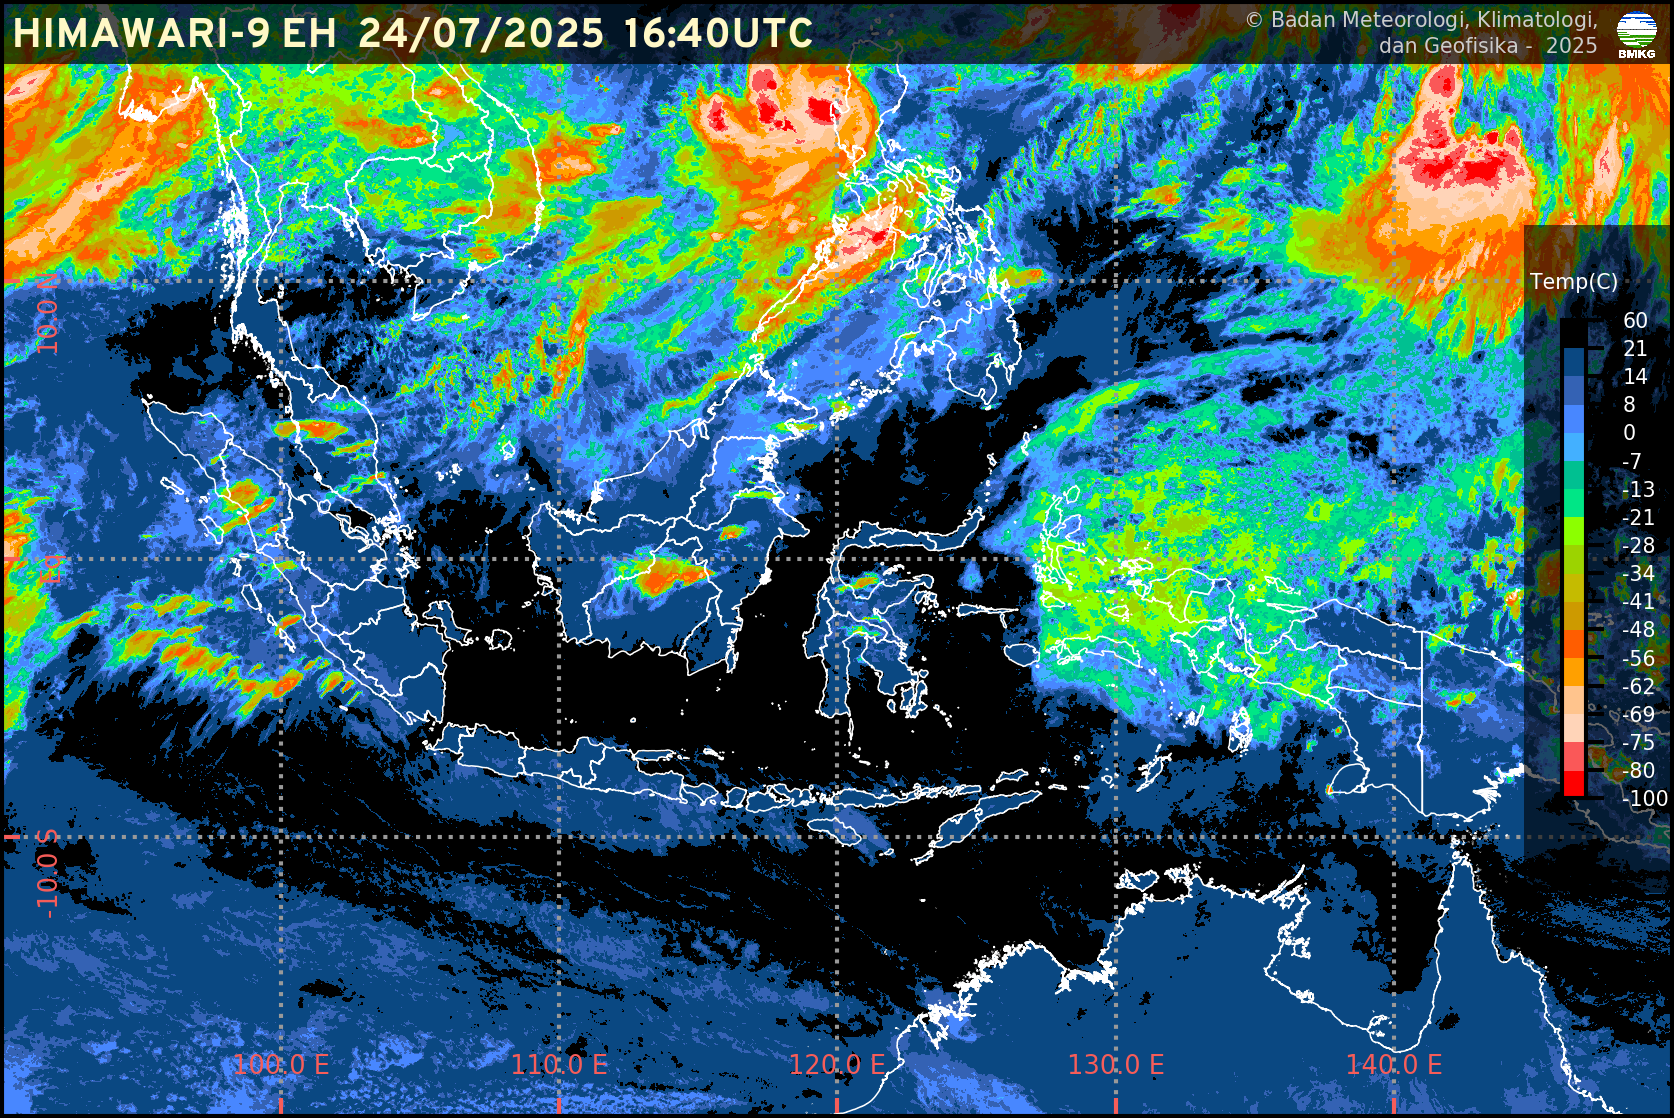 HIMAWARI-9 EH 24/07/2025 16:40UTC
© Badan Meteorologi, Klimatologi,
dan Geofisika - 2025
BMKG
Temp(C)
60
21
14
8
0
-7
-13
-21
-28
-34
-41
-48
-56
-62
-69
-75
-80
-100
10.0 N
EQ
-10.0 S
100.0 E
110.0 E
120.0 E
130.0 E
140.0 E